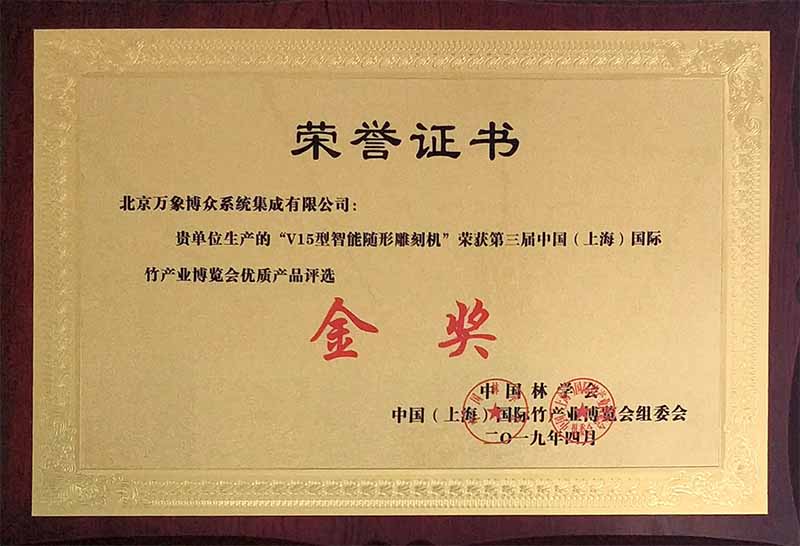 荣誉证书
北京万象博众系统集成有限公司：
贵单位生产的“V15型智能随形雕刻机”荣获第三届中国（上海）国际
竹产业博览会优质产品评选
金奖
中国林学会
中国（上海）国际竹产业博览会组委会
二〇一九年四月